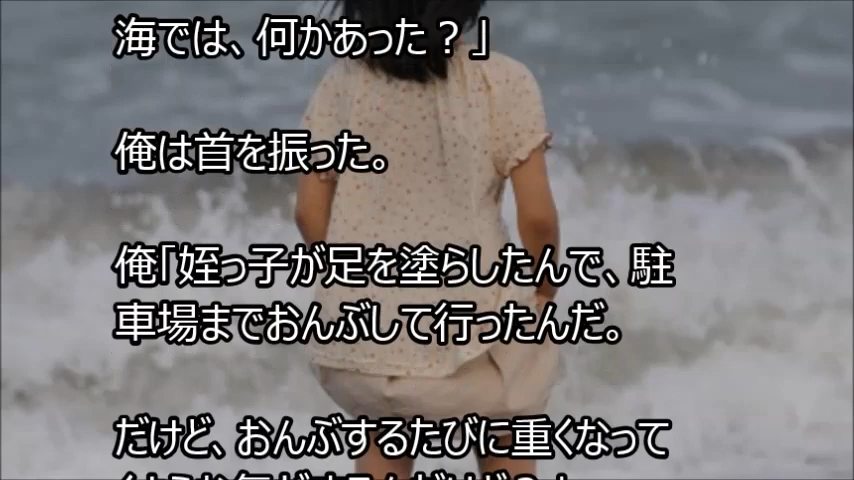 海では、何かあった？」
俺は首を振った。
俺「姪っ子が足を塗らしたんで、駐
車場までおんぶして行ったんだ。
だけど、おんぶするたびに重くなって